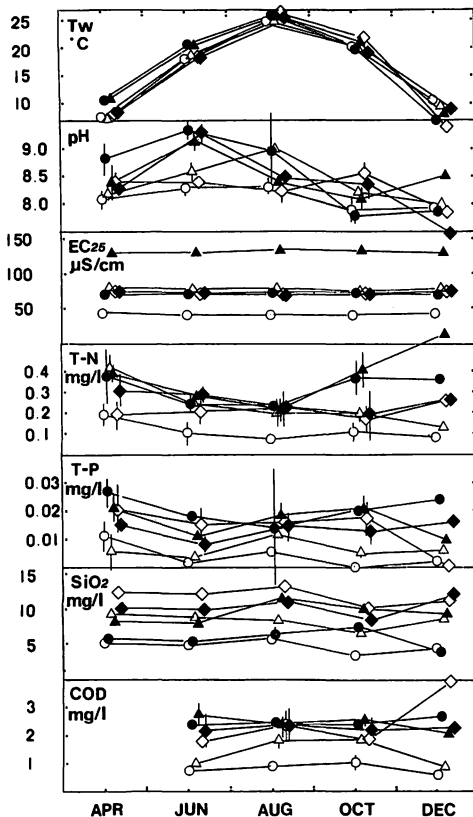 Tw
°C
25
20
15
10
pH
9.0
8.5
8.0
EC25
µS/cm
150
100
50
T-N
mg/l
0.4
0.3
0.2
0.1
T-P
mg/l
0.03
0.02
0.01
SiO2
mg/l
15
10
5
COD
mg/l
3
2
1
APR JUN AUG OCT DEC